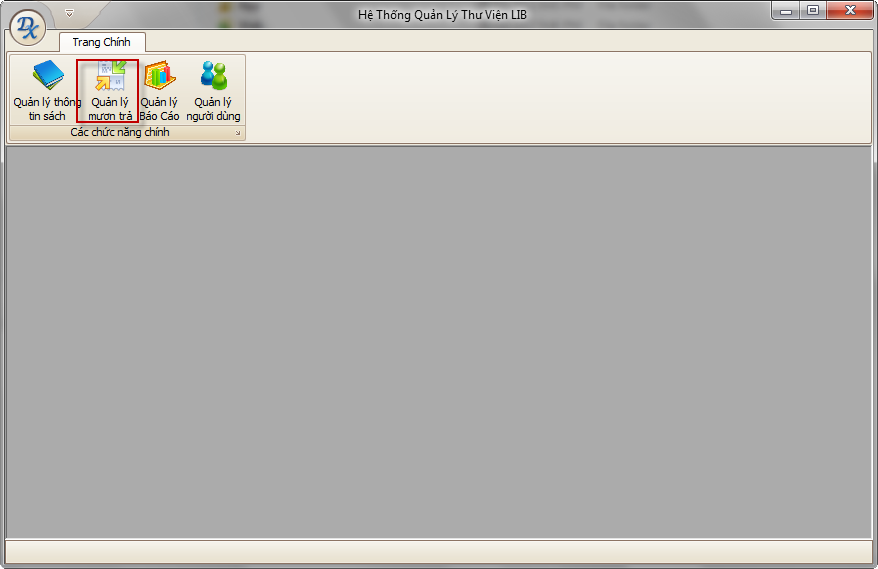 Hệ Thống Quản Lý Thư Viện LIB
DX
Trang Chính
Quản lý thông
tin sách
Quản lý
mượn trả
Quản lý
Báo Cáo
Quản lý
người dùng
Các chức năng chính